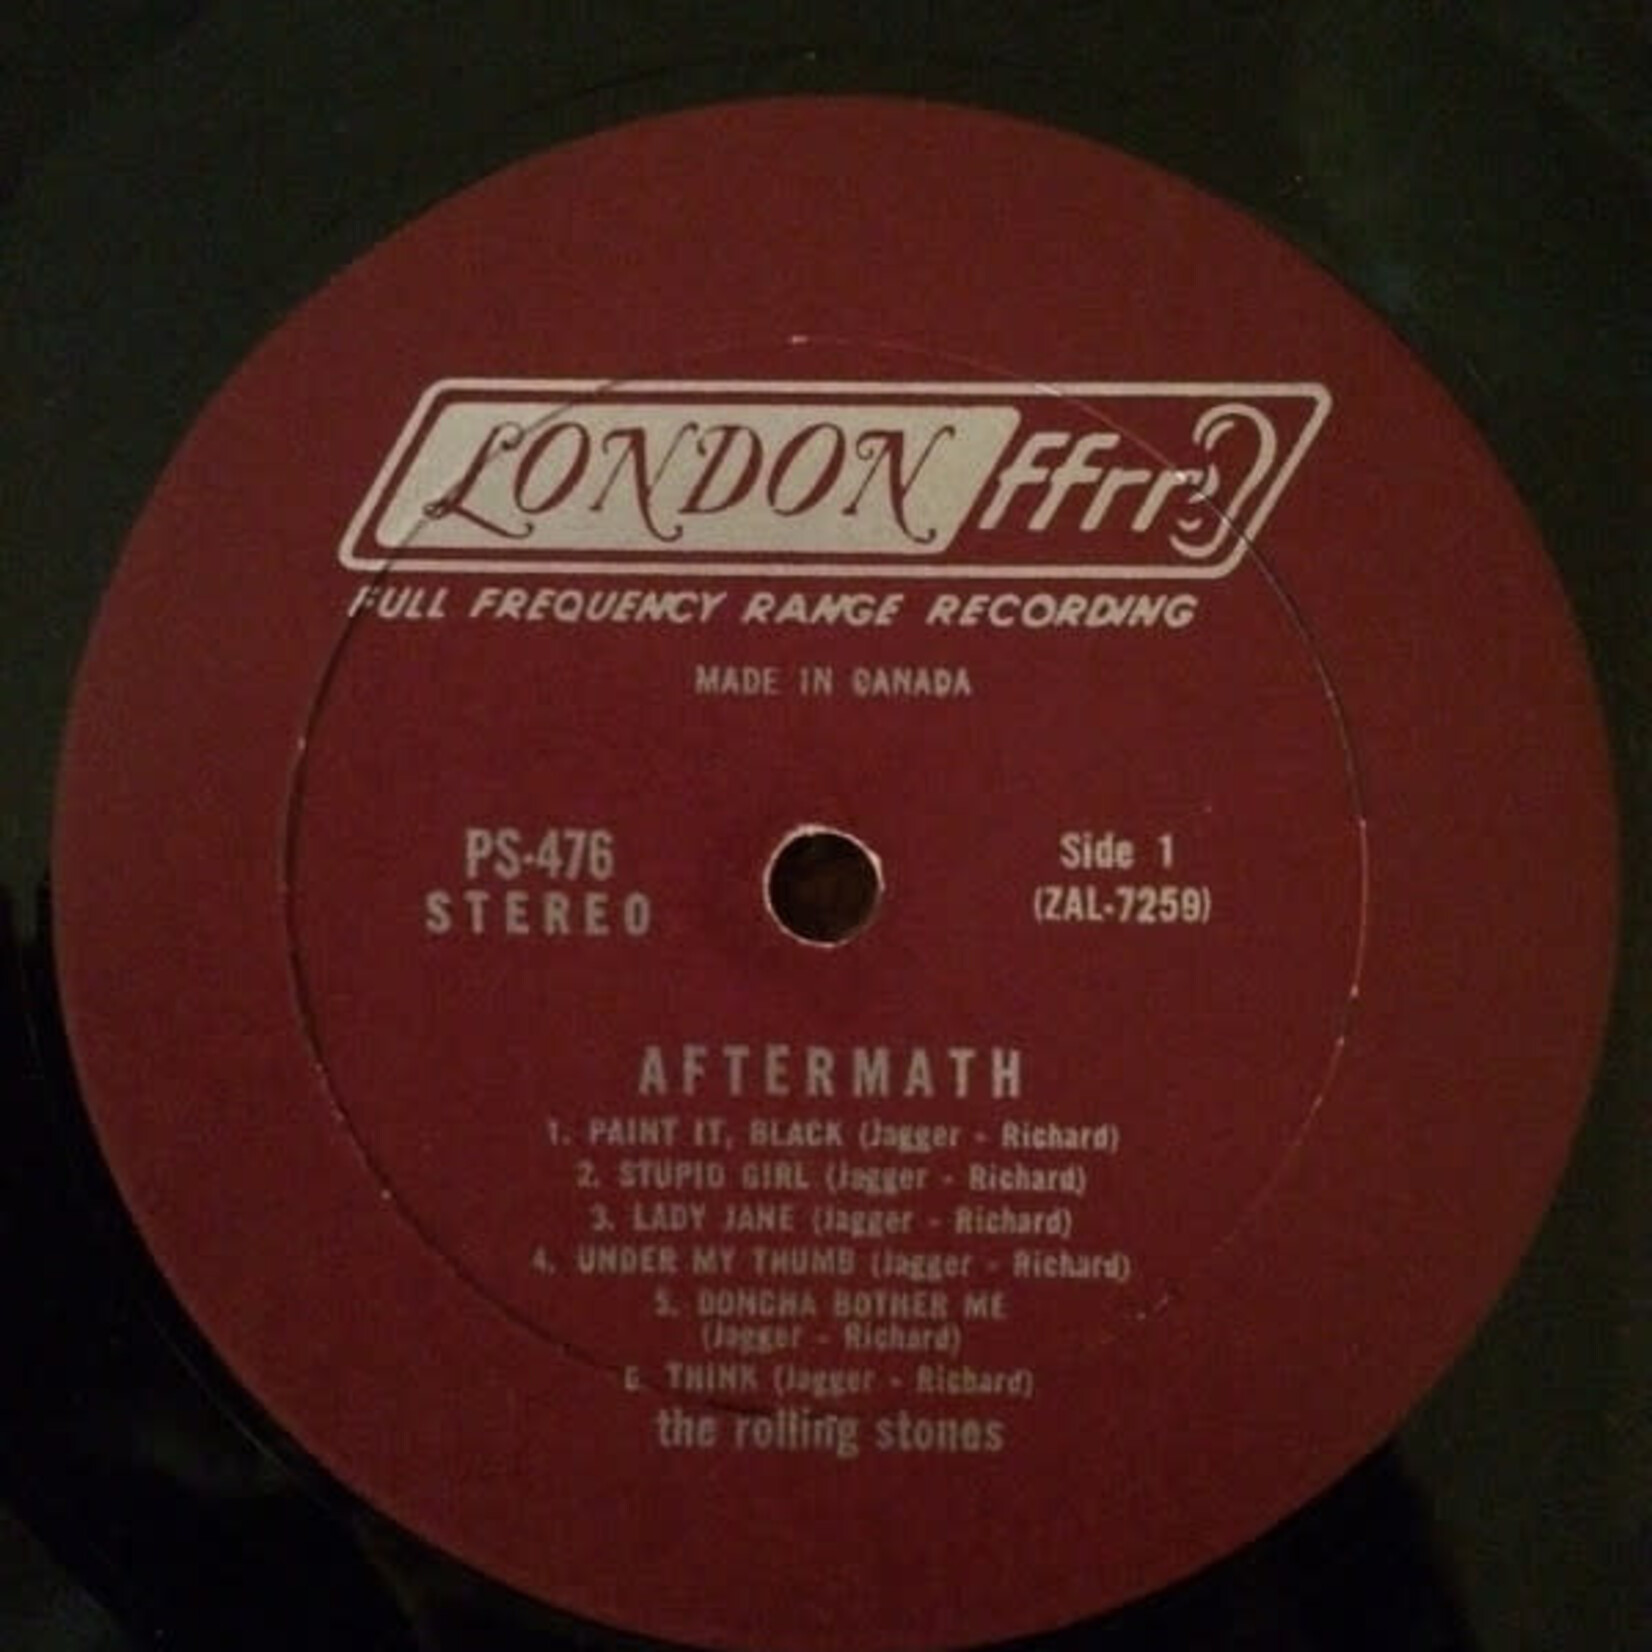 LONDON ffrr
FULL FREQUENCY RANGE RECORDING
MADE IN CANADA
PS-476
STEREO
Side 1
(ZAL-7259)
AFTERMATH
1. PAINT IT, BLACK (Jagger - Richard)
2. STUPID GIRL (Jagger - Richard)
3. LADY JANE (Jagger - Richard)
4. UNDER MY THUMB (Jagger - Richard)
5. DONCHA BOTHER ME
(Jagger - Richard)
6. THINK (Jagger - Richard)
the rolling stones